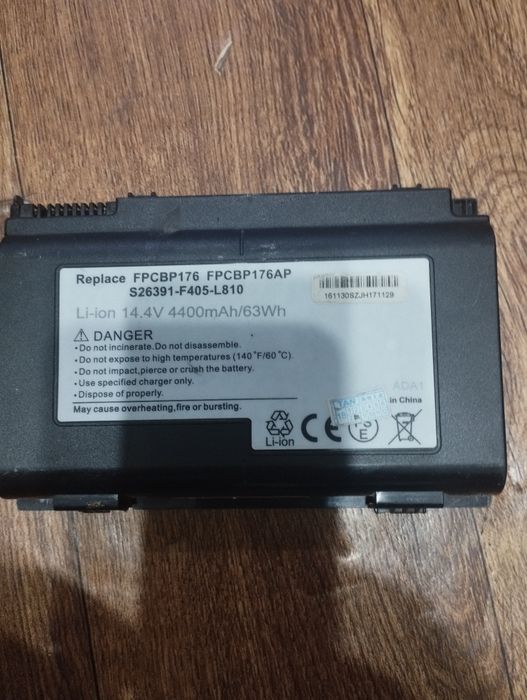 Replace FPCBP176 FPCBP176AP
S26391-F405-L810
161130SZJH171129
Li-ion 14.4V 4400mAh/63Wh
DANGER
•Do not incinerate.Do not disassemble.
•Do not expose to high temperatures (140°F/60°C).
•Do not impact,pierce or crush the battery.
•Use specified charger only.
•Dispose of properly.
May cause overheating,fire or bursting.
ADA1
in China
Li-ion
CE
PS
E